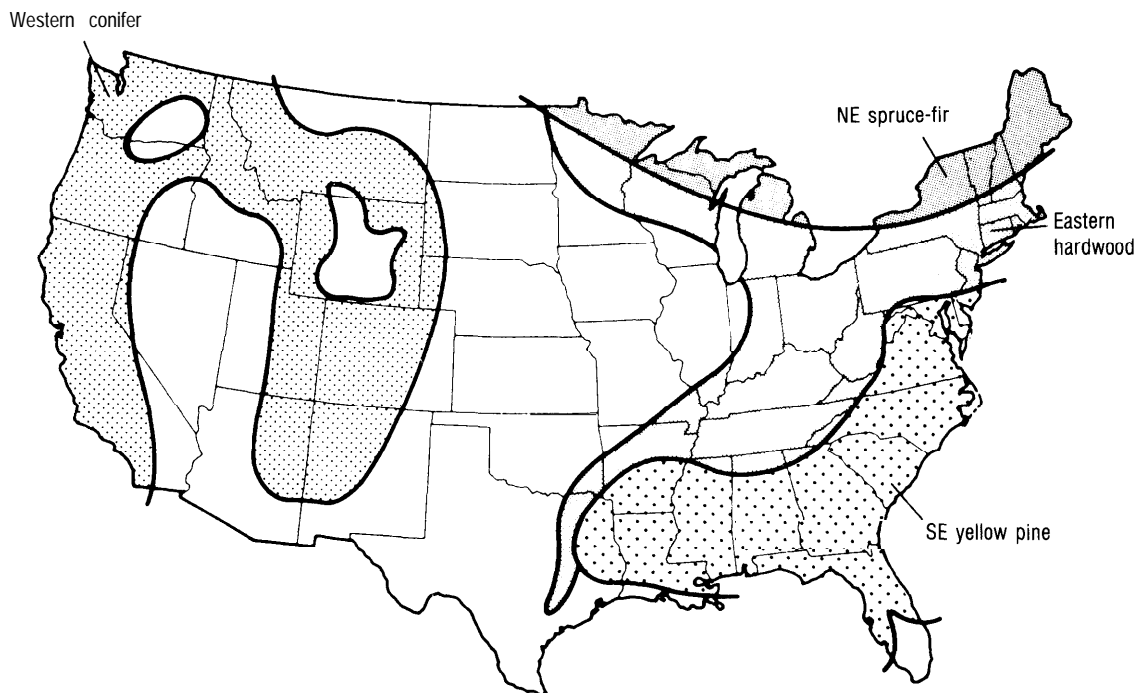 Western conifer
NE spruce-fir
Eastern
hardwood
SE yellow pine